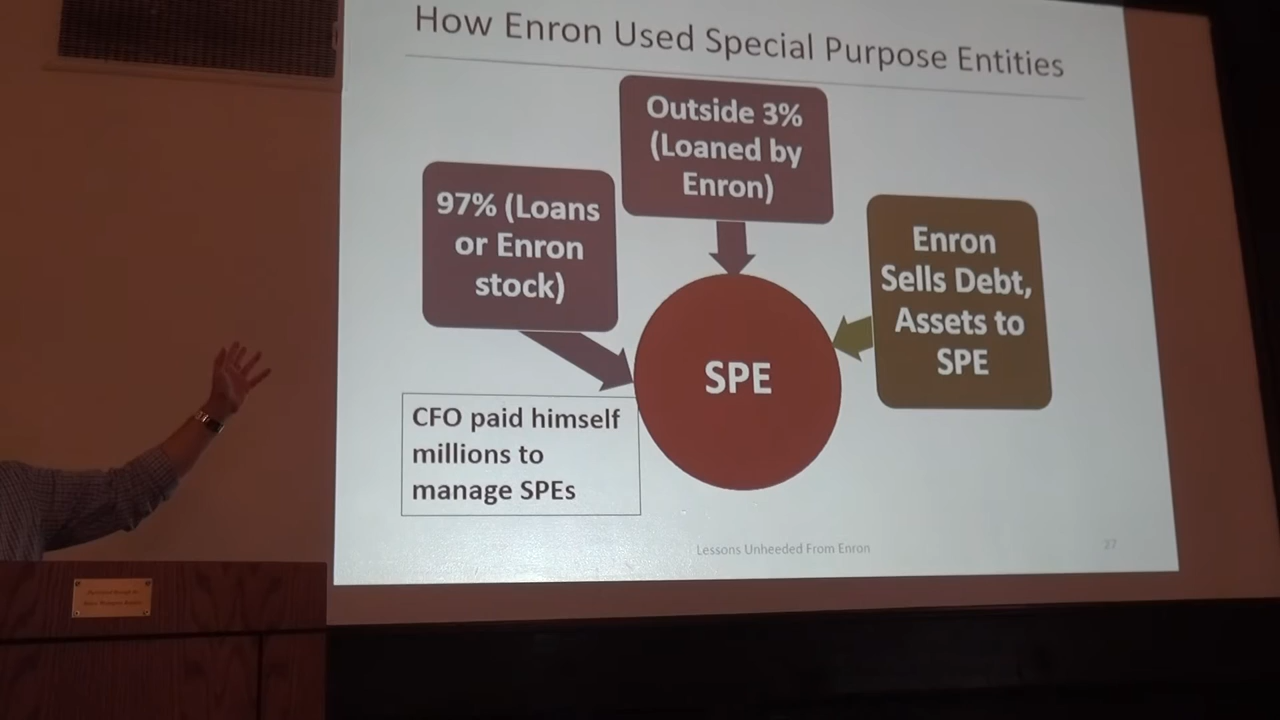 How Enron Used Special Purpose Entities
Outside 3%
(Loaned by
Enron)
97% (Loans
or Enron
stock)
Enron
Sells Debt,
Assets to
SPE
SPE
CFO paid himself
millions to
manage SPEs
Lessons Unheeded From Enron
27